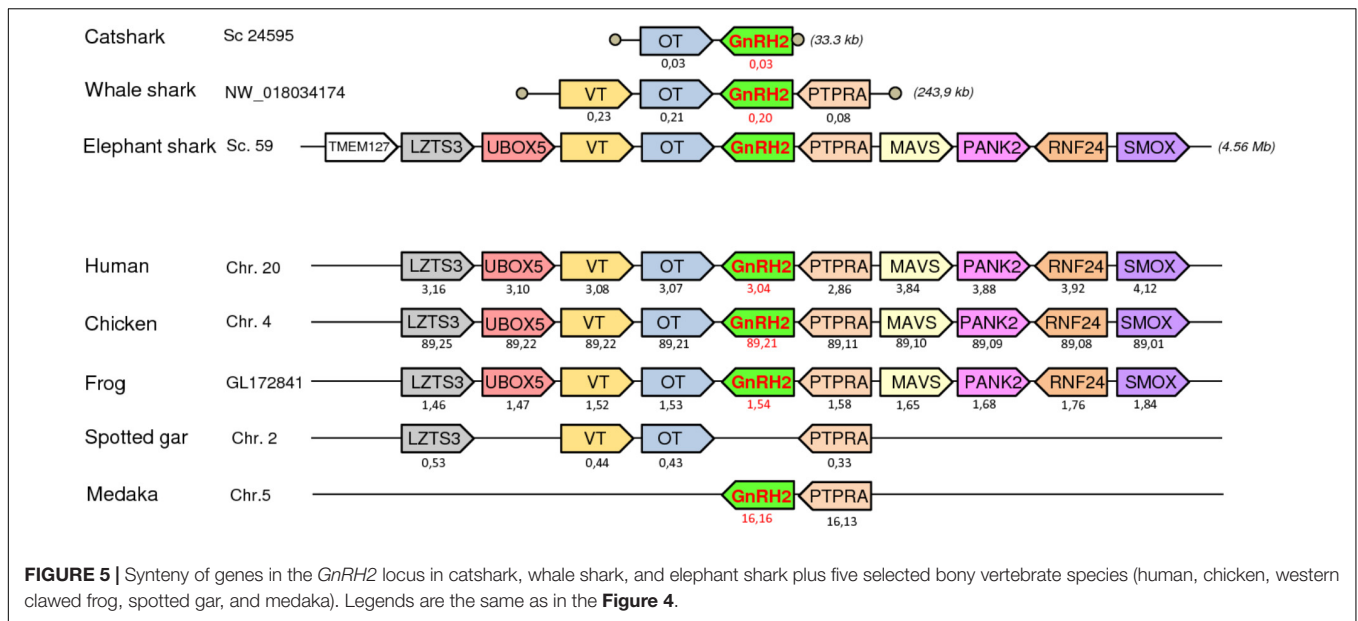 Catshark Sc 24595 OT GnRH2 (33.3 kb)
0,03 0,03
Whale shark NW_018034174 VT OT GnRH2 PTPRA (243,9 kb)
0,23 0,21 0,20 0,08
Elephant shark Sc. 59 TMEM127 LZTS3 UBOX5 VT OT GnRH2 PTPRA MAVS PANK2 RNF24 SMOX (4.56 Mb)
Human Chr. 20 LZTS3 UBOX5 VT OT GnRH2 PTPRA MAVS PANK2 RNF24 SMOX
3,16 3,10 3,08 3,07 3,04 2,86 3,84 3,88 3,92 4,12
Chicken Chr. 4 LZTS3 UBOX5 VT OT GnRH2 PTPRA MAVS PANK2 RNF24 SMOX
89,25 89,22 89,22 89,21 89,21 89,11 89,10 89,09 89,08 89,01
Frog GL172841 LZTS3 UBOX5 VT OT GnRH2 PTPRA MAVS PANK2 RNF24 SMOX
1,46 1,47 1,52 1,53 1,54 1,58 1,65 1,68 1,76 1,84
Spotted gar Chr. 2 LZTS3 VT OT PTPRA
0,53 0,44 0,43 0,33
Medaka Chr.5 GnRH2 PTPRA
16,16 16,13
FIGURE 5 | Synteny of genes in the GnRH2 locus in catshark, whale shark, and elephant shark plus five selected bony vertebrate species (human, chicken, western
clawed frog, spotted gar, and medaka). Legends are the same as in the Figure 4.